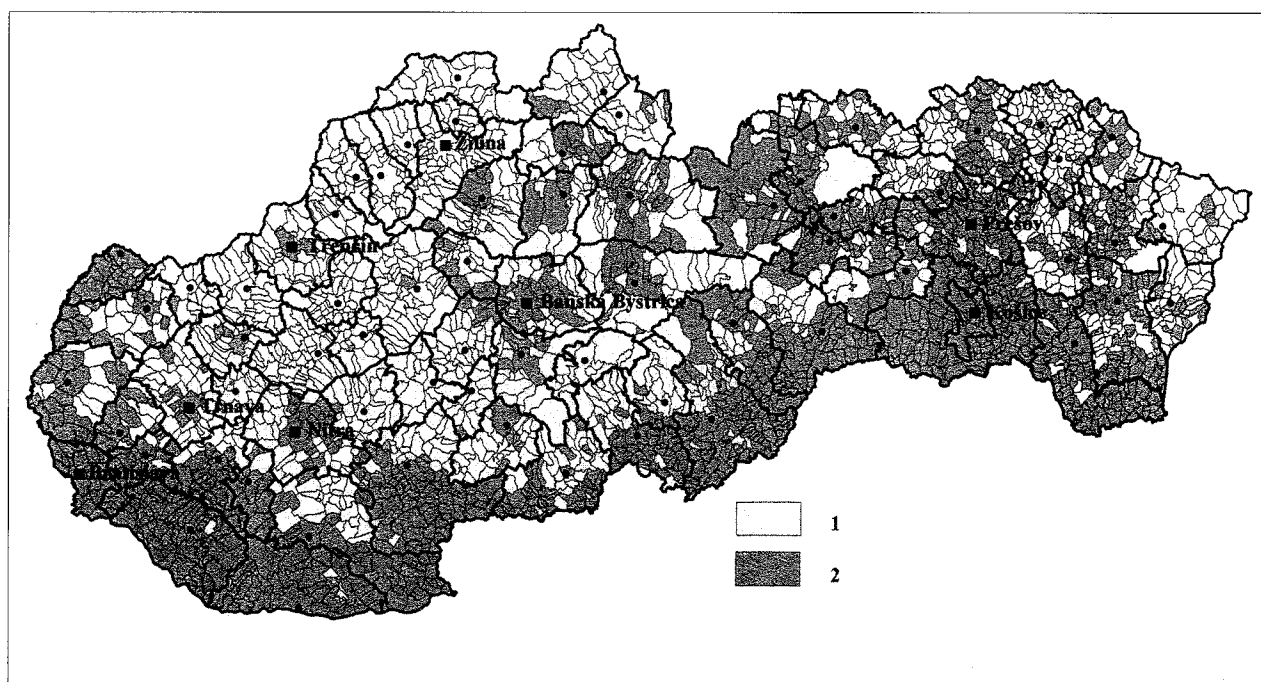 Žilina
Trenčín
Prešov
Banská Bystrica
Košice
Trnava
Nitra
Bratislava
1
2